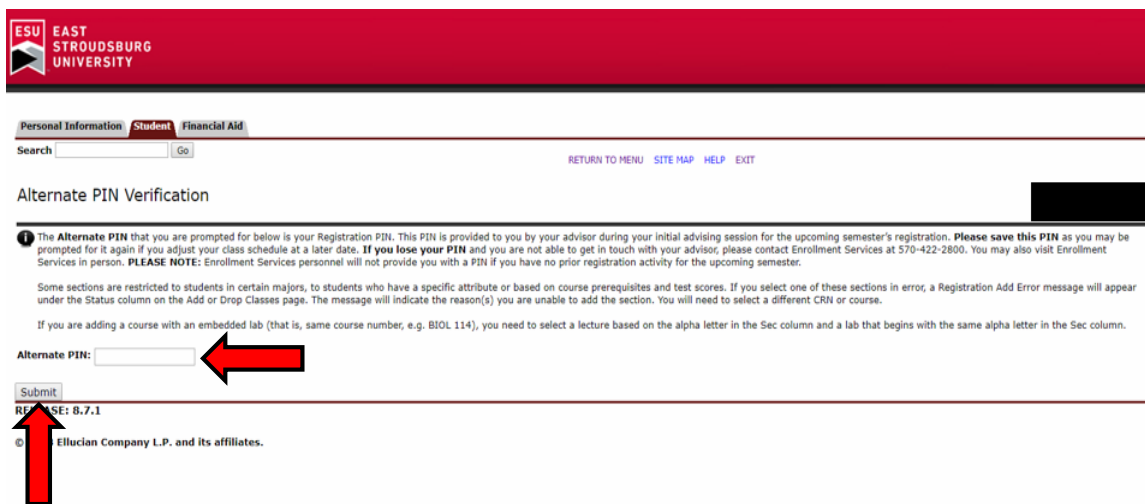 ESU EAST
STROUDSBURG
UNIVERSITY
Personal Information Student Financial Aid
Search Go
RETURN TO MENU SITE MAP HELP EXIT
Alternate PIN Verification
The Alternate PIN that you are prompted for below is your Registration PIN. This PIN is provided to you by your advisor during your initial advising session for the upcoming semester's registration. Please save this PIN as you may be
prompted for it again if you adjust your class schedule at a later date. If you lose your PIN and you are not able to get in touch with your advisor, please contact Enrollment Services at 570-422-2800. You may also visit Enrollment
Services in person. PLEASE NOTE: Enrollment Services personnel will not provide you with a PIN if you have no prior registration activity for the upcoming semester.
Some sections are restricted to students in certain majors, to students who have a specific attribute or based on course prerequisites and test scores. If you select one of these sections in error, a Registration Add Error message will appear
under the Status column on the Add or Drop Classes page. The message will indicate the reason(s) you are unable to add the section. You will need to select a different CRN or course.
If you are adding a course with an embedded lab (that is, same course number, e.g. BIOL 114), you need to select a lecture based on the alpha letter in the Sec column and a lab that begins with the same alpha letter in the Sec column.
Alternate PIN:
Submit
8.7.1
© Ellucian Company L.P. and its affiliates.